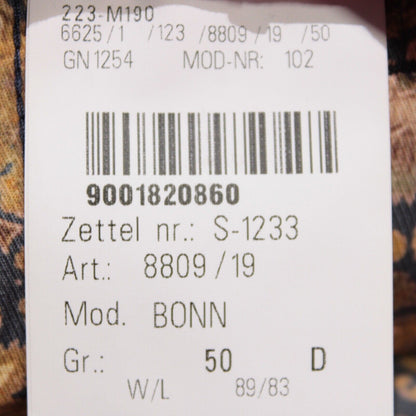 223-M190
6625/1 /123 /8809/19 /50
GN1254 MOD-NR: 102
9001820860
Zettel nr.: S-1233
Art.: 8809/19
Mod. BONN
Gr.: 50 D
W/L 89/83